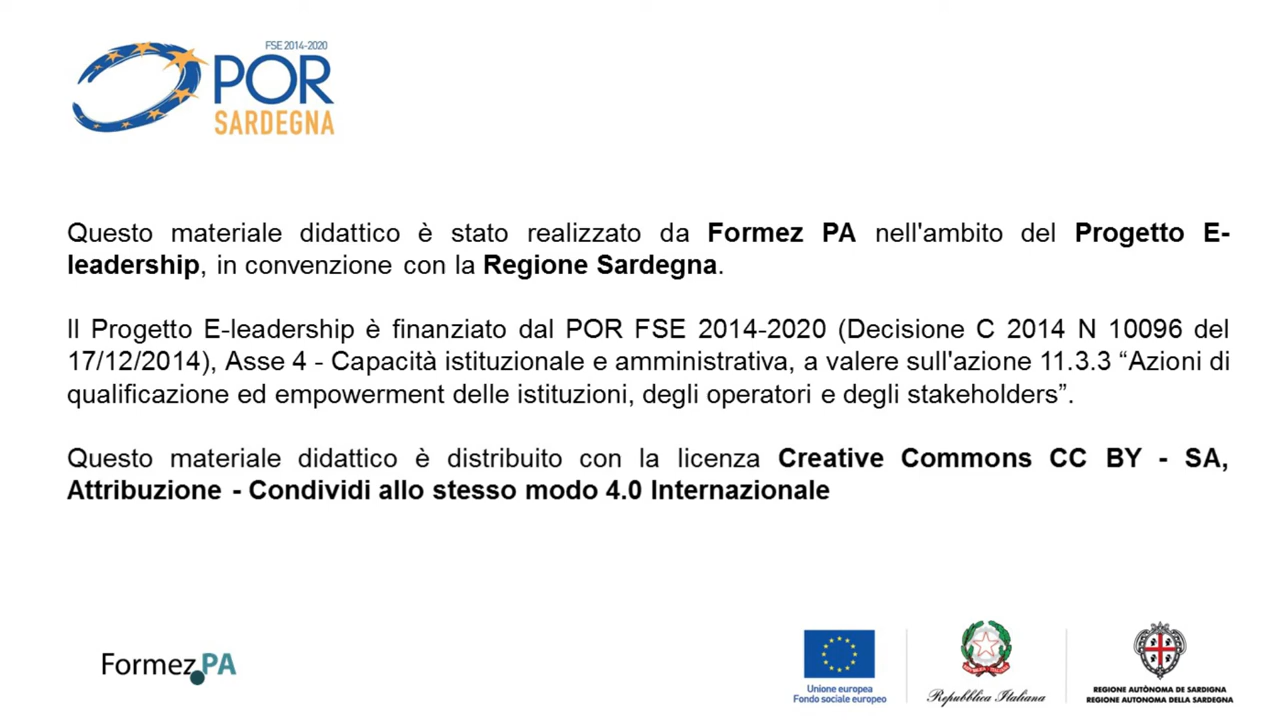 FSE 2014-2020
POR
SARDEGNA
Questo materiale didattico è stato realizzato da Formez PA nell'ambito del Progetto E-
leadership, in convenzione con la Regione Sardegna.
Il Progetto E-leadership è finanziato dal POR FSE 2014-2020 (Decisione C 2014 N 10096 del
17/12/2014), Asse 4 - Capacità istituzionale e amministrativa, a valere sull'azione 11.3.3 “Azioni di
qualificazione ed empowerment delle istituzioni, degli operatori e degli stakeholders”.
Questo materiale didattico è distribuito con la licenza Creative Commons CC BY - SA,
Attribuzione - Condividi allo stesso modo 4.0 Internazionale
Formez PA
Unione europea
Fondo sociale europeo
Repubblica Italiana
REGIONE AUTÒNOMA DE SARDIGNA
REGIONE AUTONOMA DELLA SARDEGNA